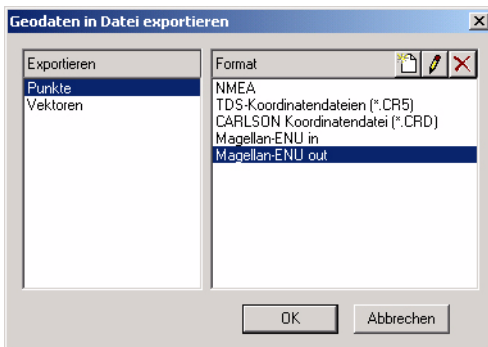 Geodaten in Datei exportieren
Exportieren
Punkte
Vektoren
Format
NMEA
TDS-Koordinatendateien (*.CR5)
CARLSON Koordinatendatei (*.CRD)
Magellan-ENU in
Magellan-ENU out
OK
Abbrechen